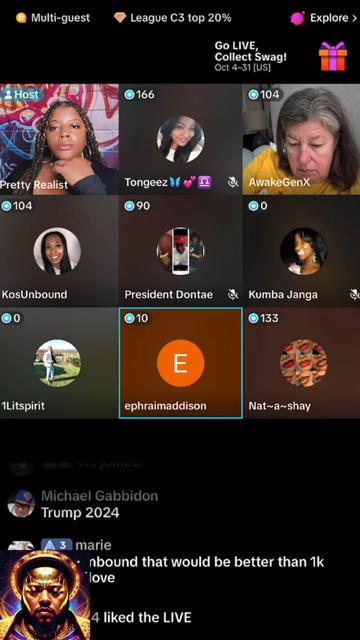 Multi-guest
League C3 top 20%
Explore >
Go LIVE,
Collect Swag!
Oct 4–31 [US]
Host
166
104
Pretty Realist
Tongeez
AwakeGenX
104
90
0
KosUnbound
President Dontae
Kumba Janga
0
10
133
E
1Litspirit
ephraimaddison
Nat~a~shay
joined
Michael Gabbidon
Trump 2024
3 marie
nbound that would be better than 1k
love
4 liked the LIVE